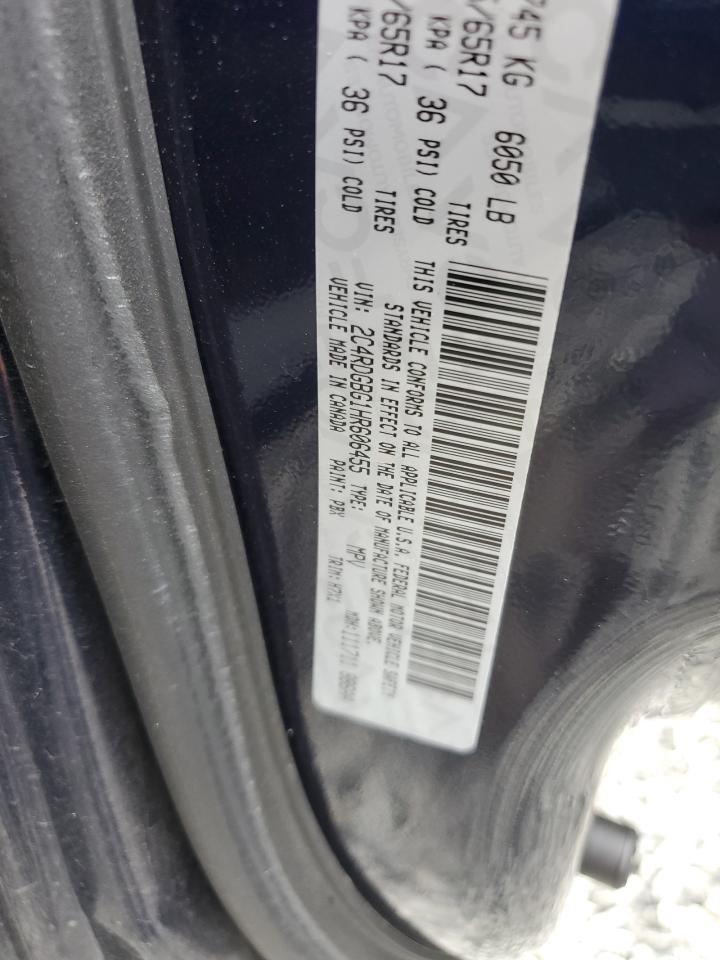 745 KG 6050 LB
/65R17 TIRES
KPA ( 36 PSI) COLD
/65R17 TIRES
KPA ( 36 PSI) COLD
THIS VEHICLE CONFORMS TO ALL APPLICABLE U.S.A. FEDERAL MOTOR VEHICLE SAFETY
STANDARDS IN EFFECT ON THE DATE OF MANUFACTURE SHOWN ABOVE.
VIN: 2C4RDGBG1HR606455 TYPE: MPV
VEHICLE MADE IN CANADA PAINT: PBX